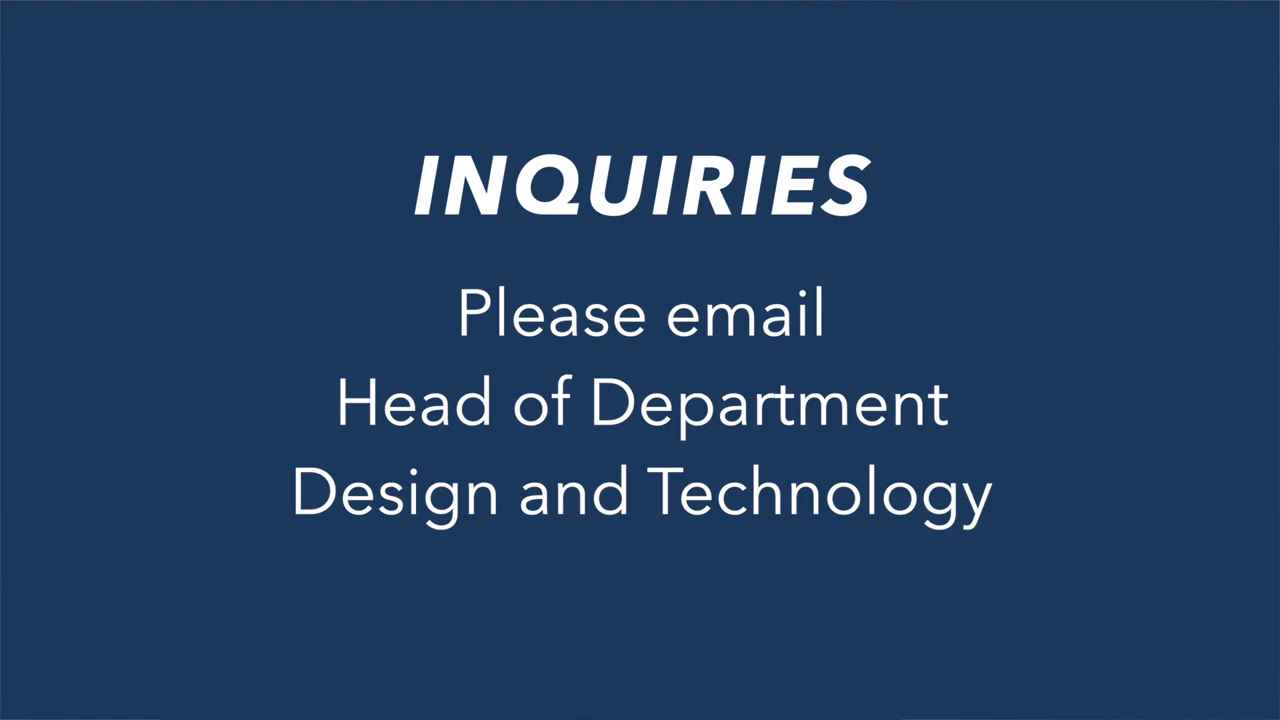 INQUIRIES
Please email
Head of Department
Design and Technology